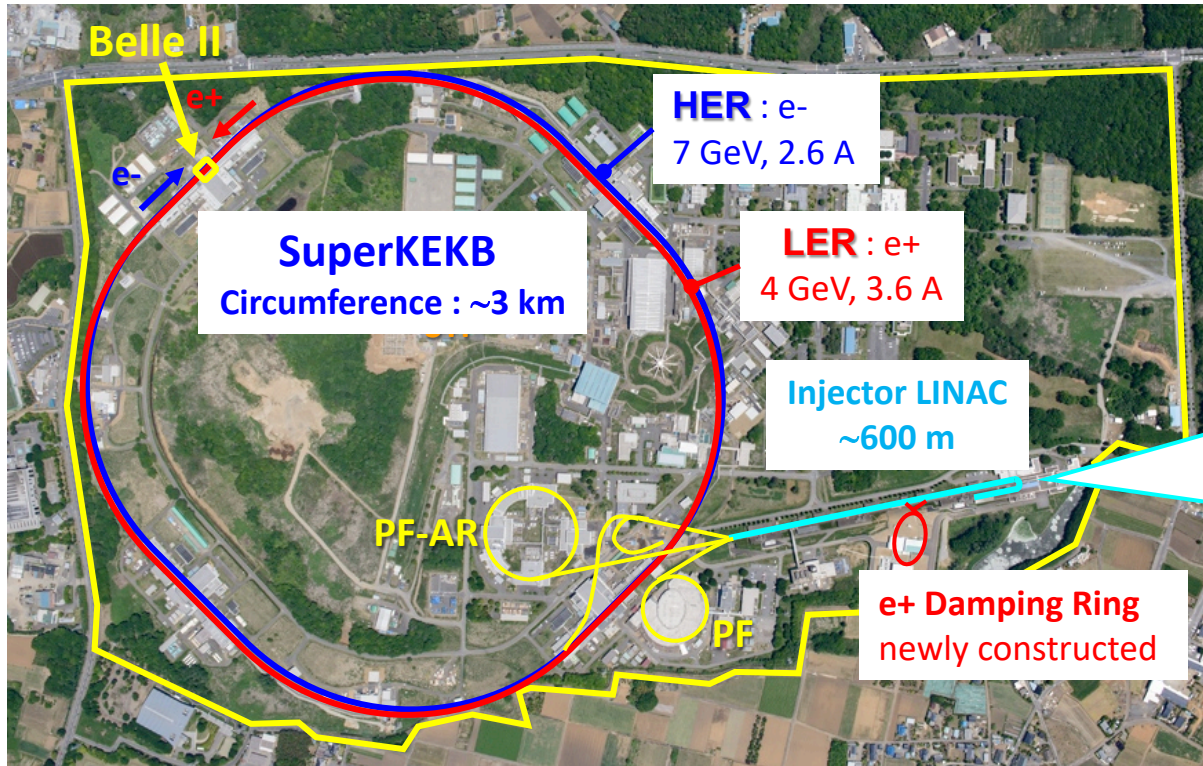 Belle II
e+
e-
HER : e-
7 GeV, 2.6 A
SuperKEKB
Circumference : ~3 km
LER : e+
4 GeV, 3.6 A
Injector LINAC
~600 m
PF-AR
PF
e+ Damping Ring
newly constructed